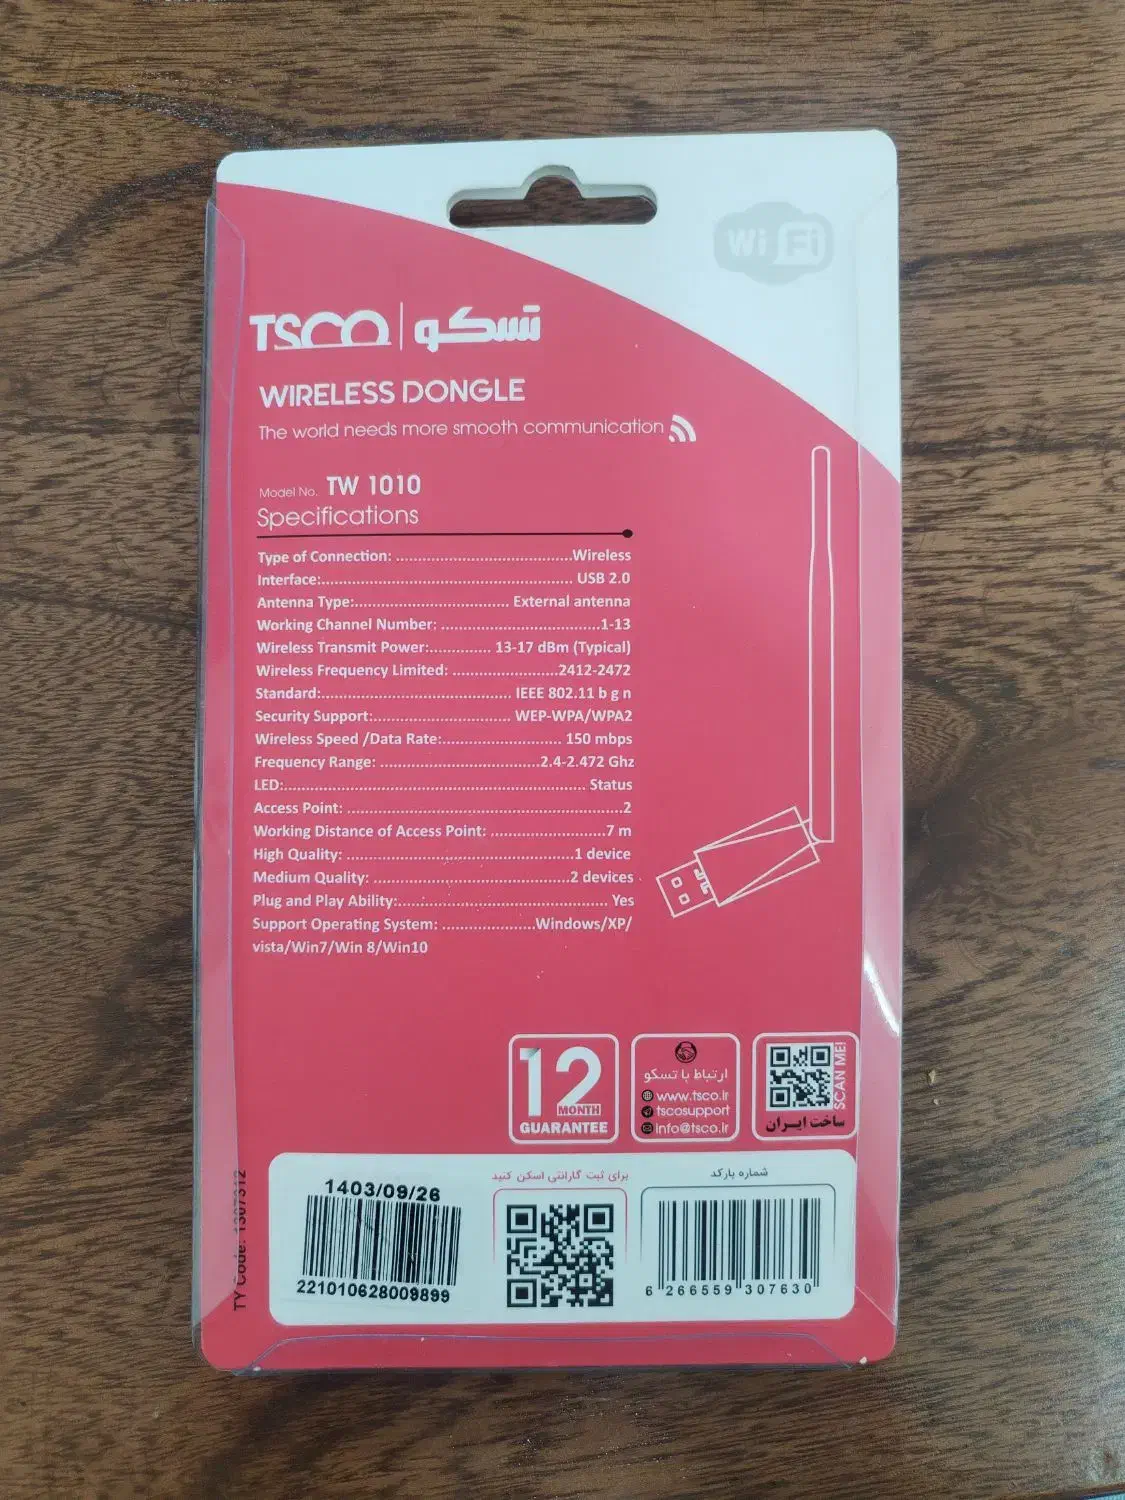 Wi Fi
TSCO تسکو
WIRELESS DONGLE
The world needs more smooth communication
Model No. TW 1010
Specifications
Type of Connection: ..........................................Wireless
Interface:............................................................ USB 2.0
Antenna Type:..................................... External antenna
Working Channel Number: ......................................1-13
Wireless Transmit Power:............... 13-17 dBm (Typical)
Wireless Frequency Limited: .........................2412-2472
Standard:.............................................. IEEE 802.11 b g n
Security Support:................................. WEP-WPA/WPA2
Wireless Speed /Data Rate:............................. 150 mbps
Frequency Range: ......................................2.4-2.472 Ghz
LED:........................................................................ Status
Access Point: ...................................................................2
Working Distance of Access Point: ............................7 m
High Quality: .......................................................1 device
Medium Quality: ................................................2 devices
Plug and Play Ability:.................................................. Yes
Support Operating System: ......................Windows/XP/
vista/Win7/Win 8/Win10
12
MONTH
GUARANTEE
ارتباط با تسکو
www.tsco.ir
tscosupport
info@tsco.ir
SCAN ME!
ساخت ایران
TY Code: 1307312
1403/09/26
221010628009899
برای ثبت گارانتی اسکن کنید
شماره بارکد
6 266559 307630